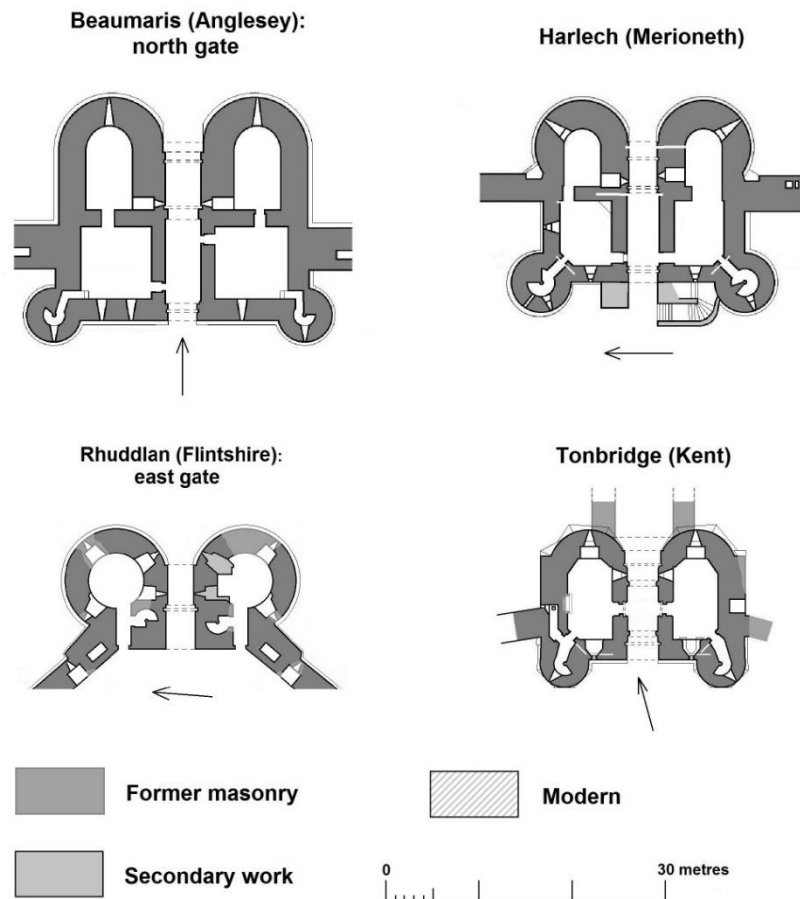 Beaumaris (Anglesey):
north gate
Harlech (Merioneth)
Rhuddlan (Flintshire):
east gate
Tonbridge (Kent)
Former masonry
Modern
Secondary work
0
30 metres